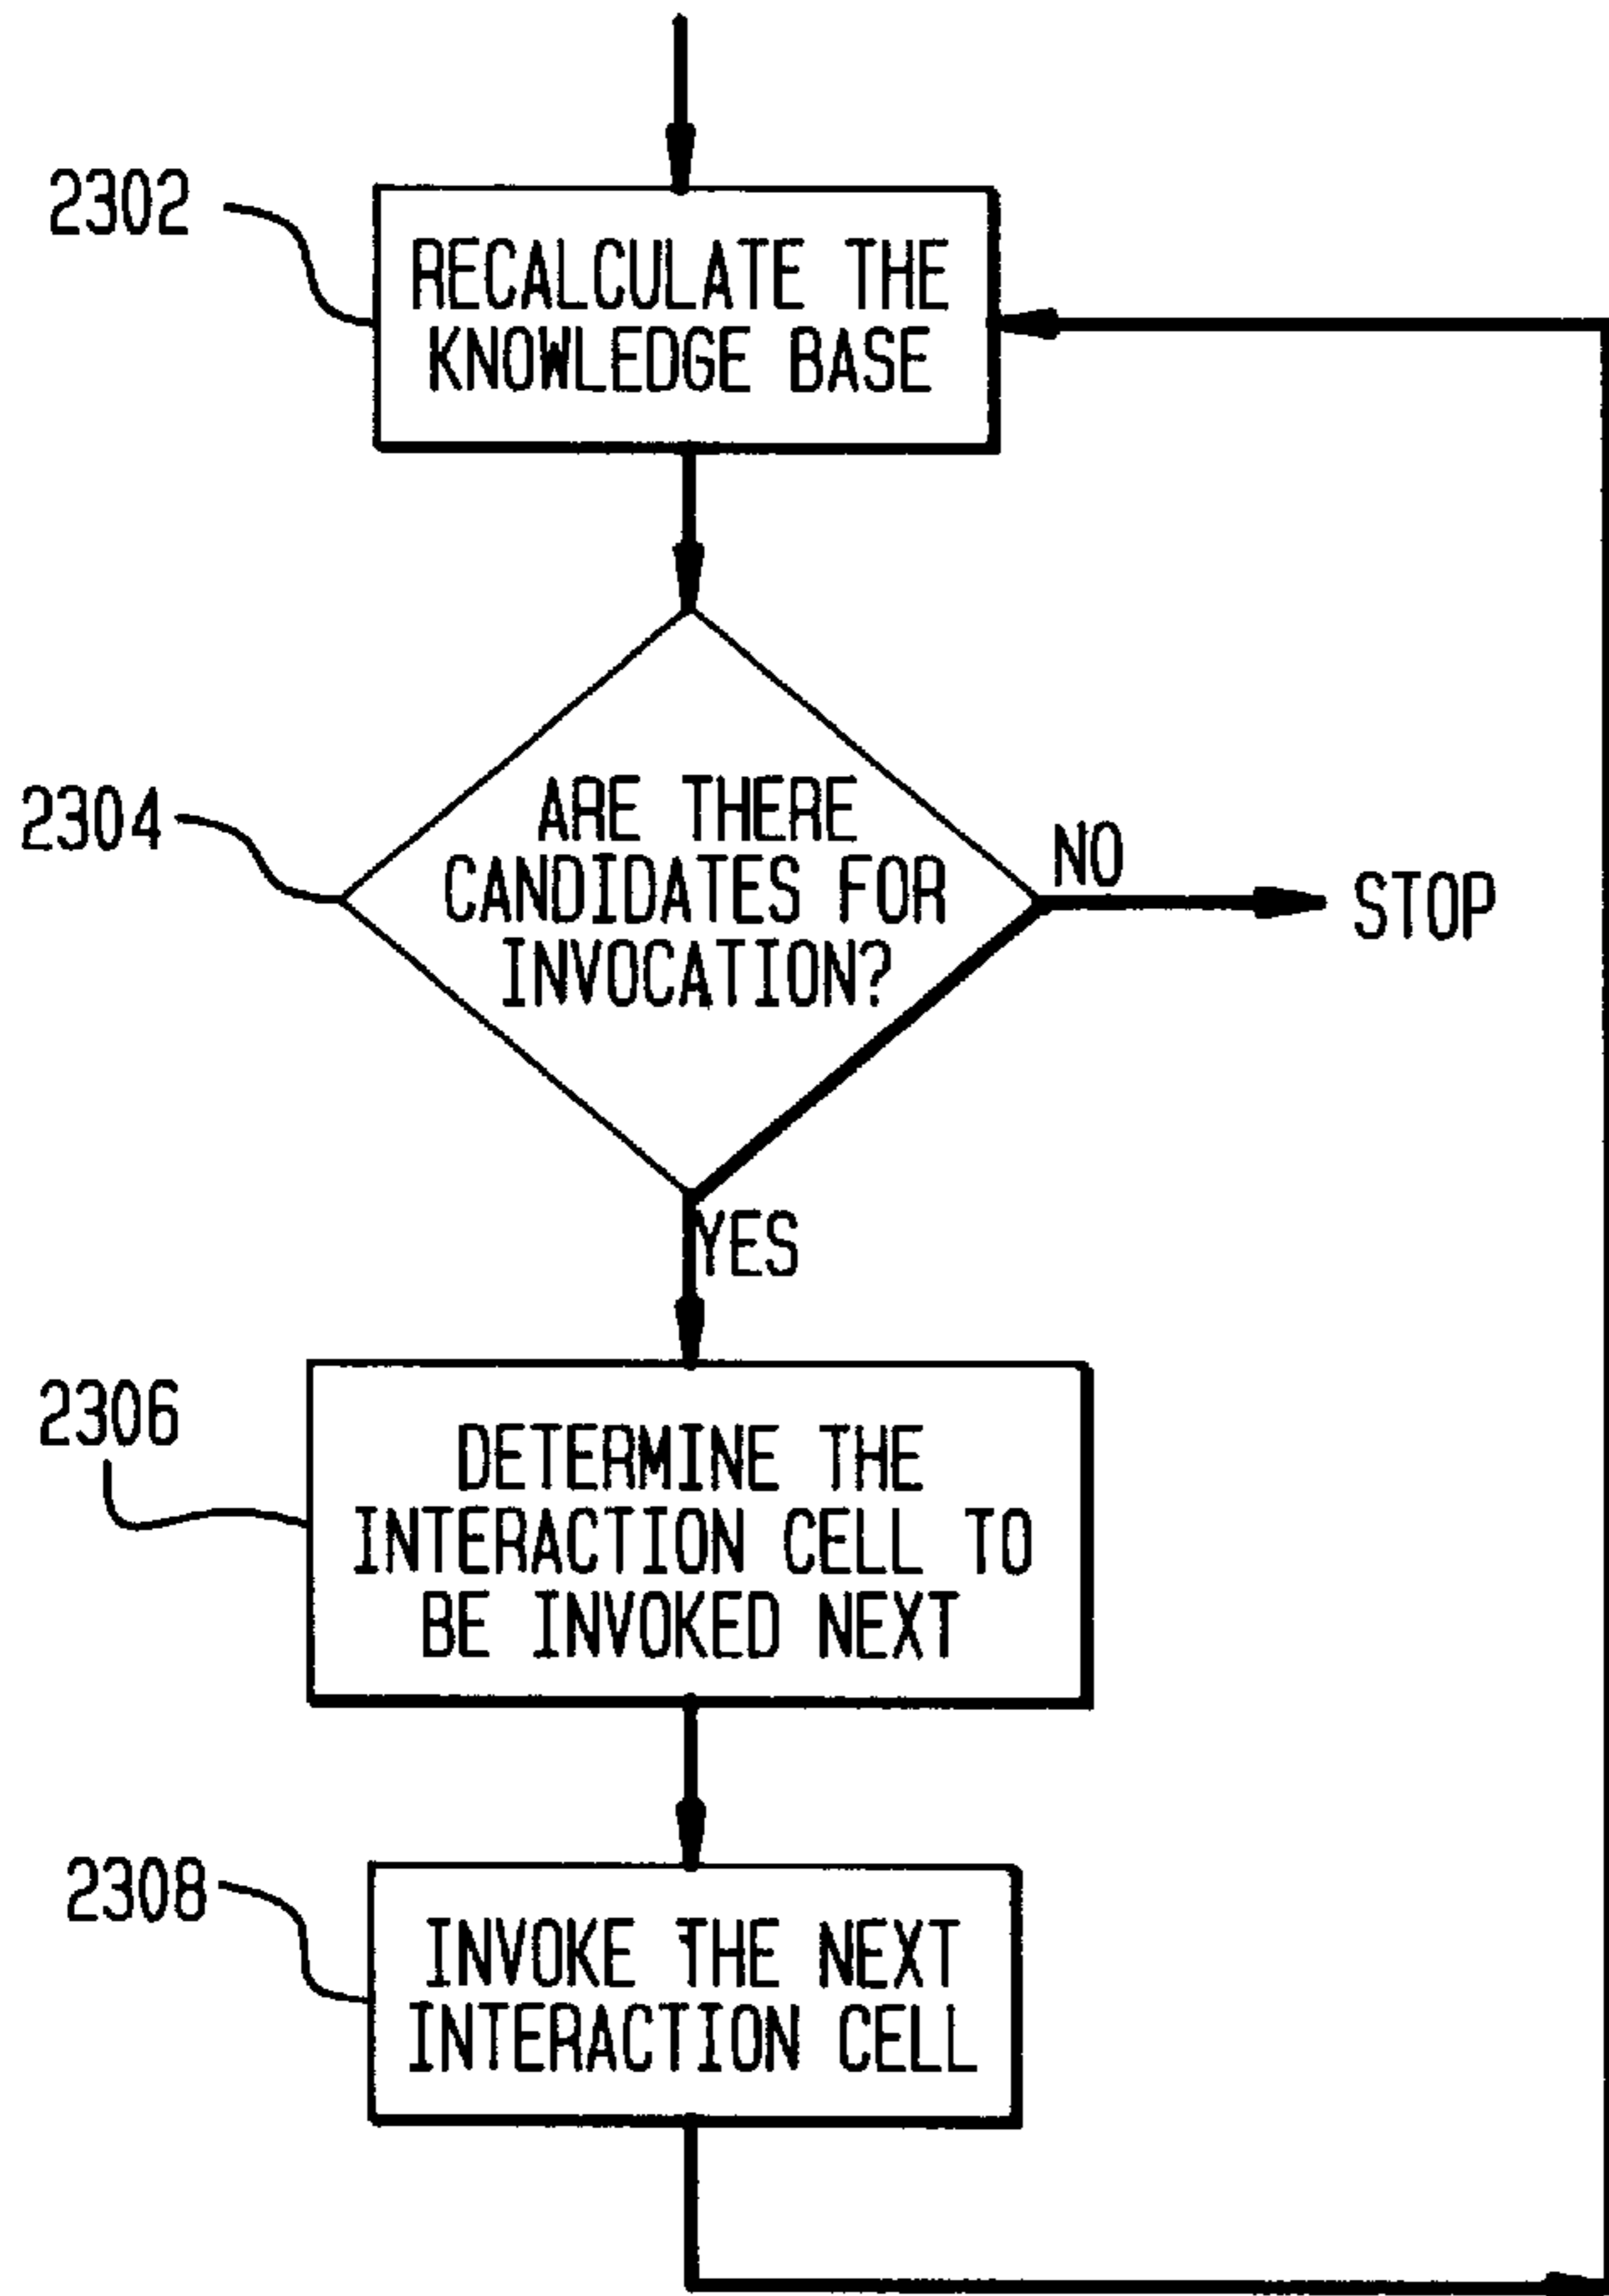 2302
RECALCULATE THE
KNOWLEDGE BASE
2304
ARE THERE
CANDIDATES FOR
INVOCATION?
NO
STOP
YES
2306
DETERMINE THE
INTERACTION CELL TO
BE INVOKED NEXT
2308
INVOKE THE NEXT
INTERACTION CELL